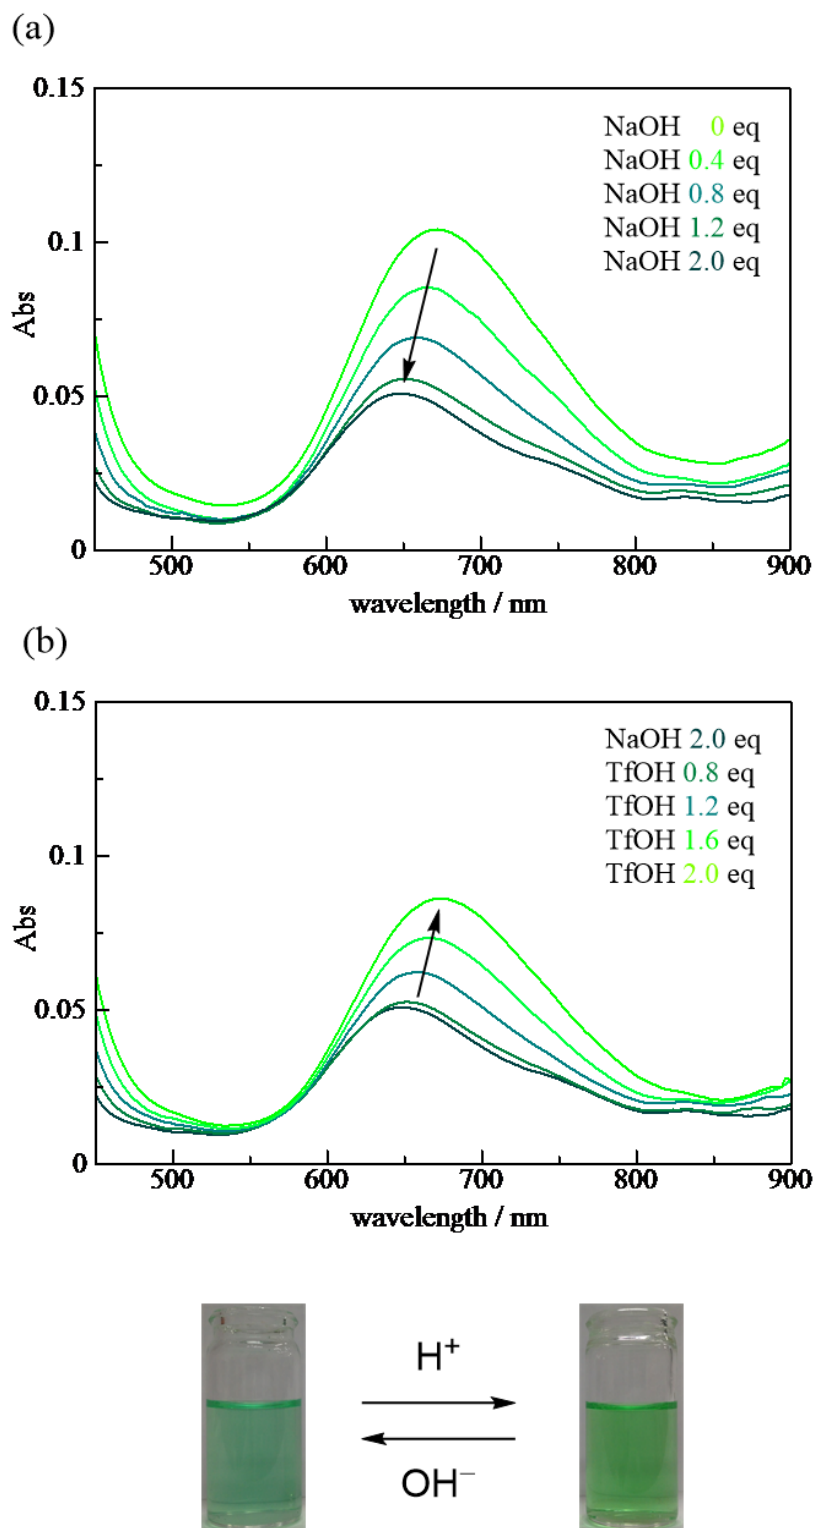 (a)
0.15
NaOH 0 eq
NaOH 0.4 eq
NaOH 0.8 eq
NaOH 1.2 eq
NaOH 2.0 eq
0.1
Abs
0.05
0
500 600 700 800 900
wavelength / nm
(b)
0.15
NaOH 2.0 eq
TfOH 0.8 eq
TfOH 1.2 eq
TfOH 1.6 eq
TfOH 2.0 eq
0.1
Abs
0.05
0
500 600 700 800 900
wavelength / nm
H⁺
OH⁻